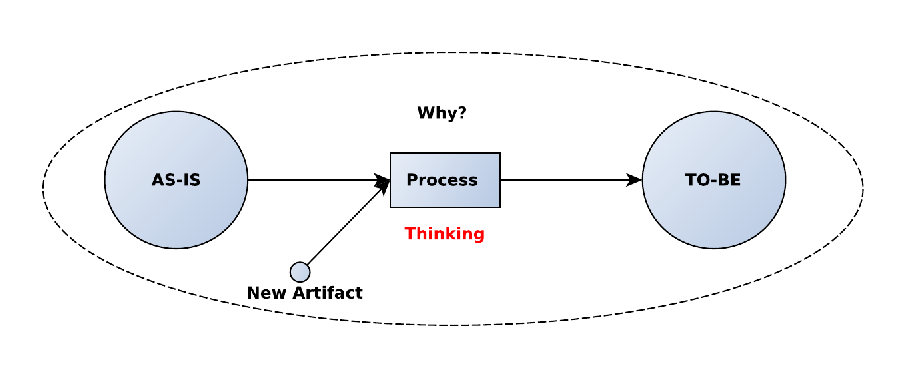 Why?
AS-IS
Process
TO-BE
Thinking
New Artifact